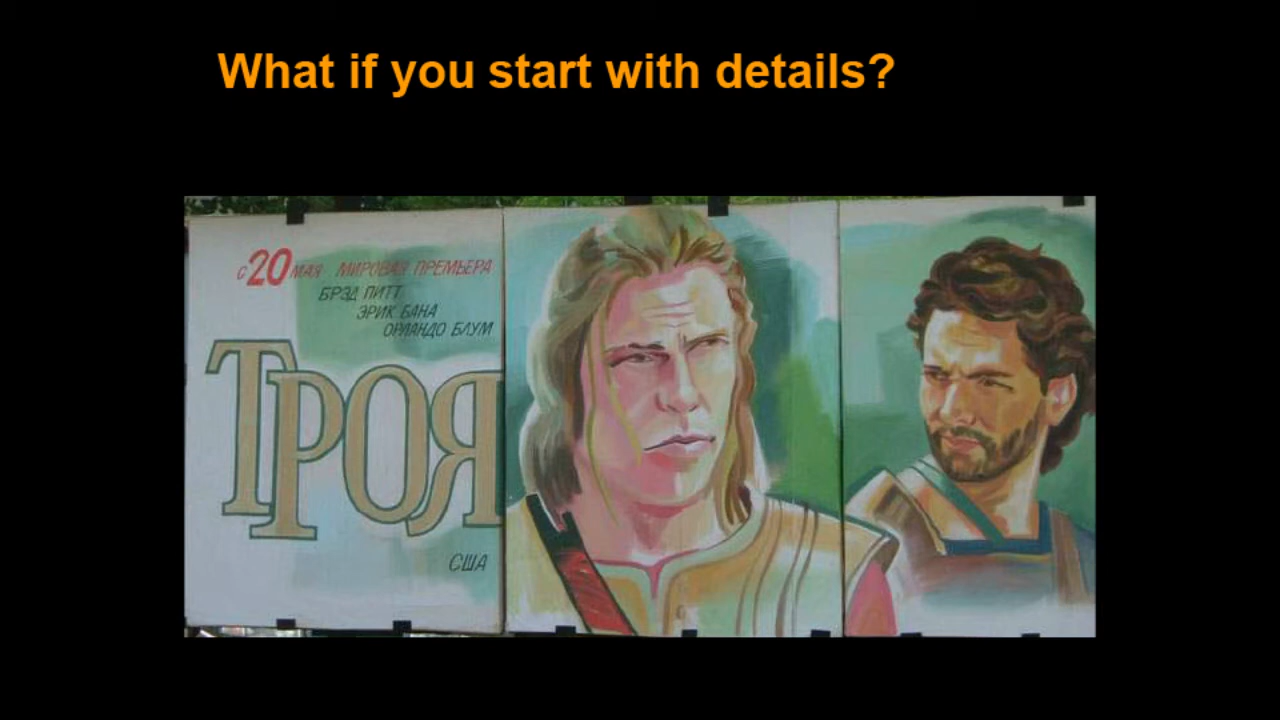 What if you start with details?
с 20 мая МИРОВАЯ ПРЕМЬЕРА
БРЭД ПИТТ
ЭРИК БАНА
ОРЛАНДО БЛУМ
ТРОЯ
США